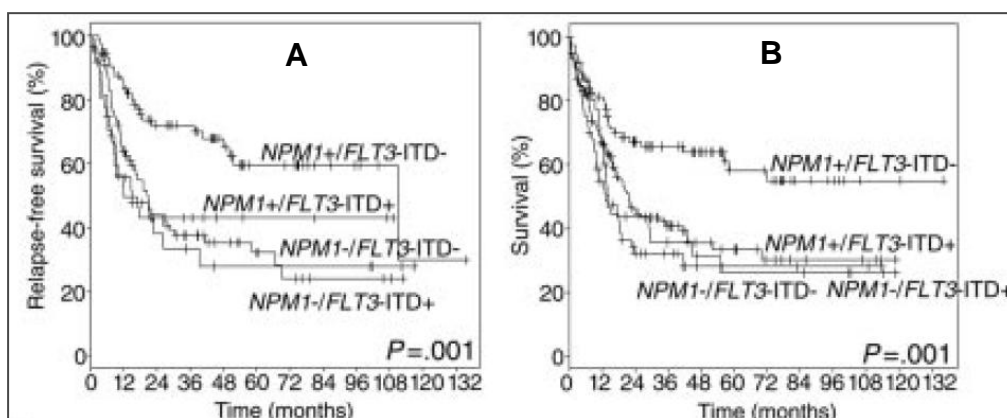 A
Relapse-free survival (%)
100
80
60
40
20
0
NPM1+/FLT3-ITD-
NPM1+/FLT3-ITD+
NPM1-/FLT3-ITD-
NPM1-/FLT3-ITD+
P=.001
0 12 24 36 48 60 72 84 96 108 120 132
Time (months)
B
Survival (%)
100
80
60
40
20
0
NPM1+/FLT3-ITD-
NPM1+/FLT3-ITD+
NPM1-/FLT3-ITD- NPM1-/FLT3-ITD+
P=.001
0 12 24 36 48 60 72 84 96 108 120 132
Time (months)